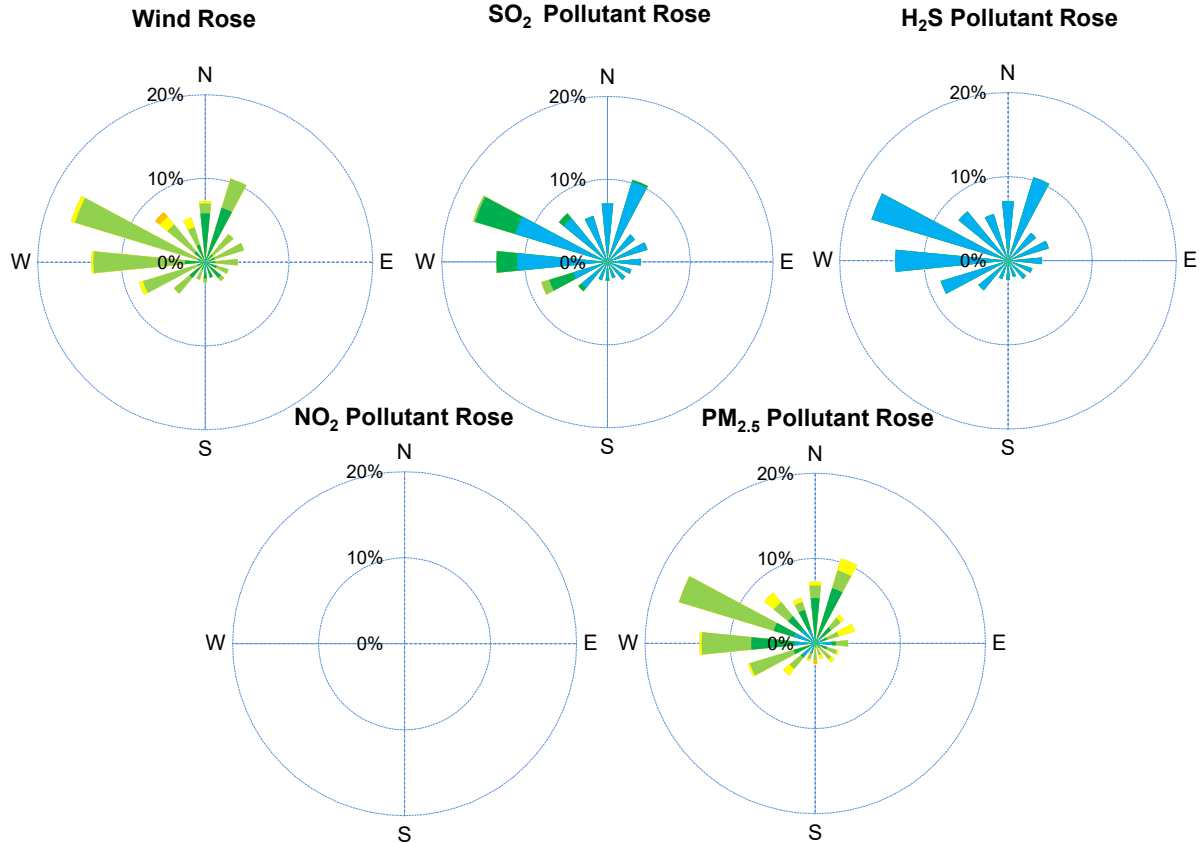 Wind Rose
SO₂ Pollutant Rose
H₂S Pollutant Rose
N
20%
10%
W
0%
E
S
N
20%
10%
W
0%
E
S
N
20%
10%
W
0%
E
S
NO₂ Pollutant Rose
PM₂.₅ Pollutant Rose
N
20%
10%
W
0%
E
S
N
20%
10%
W
0%
E
S